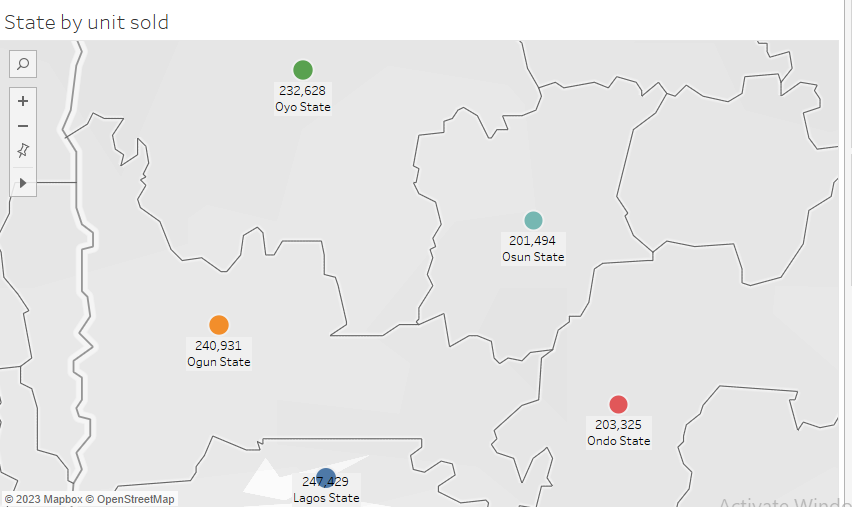 State by unit sold
232,628
Oyo State
201,494
Osun State
240,931
Ogun State
203,325
Ondo State
247,429
Lagos State
© 2023 Mapbox © OpenStreetMap
Activate Windo